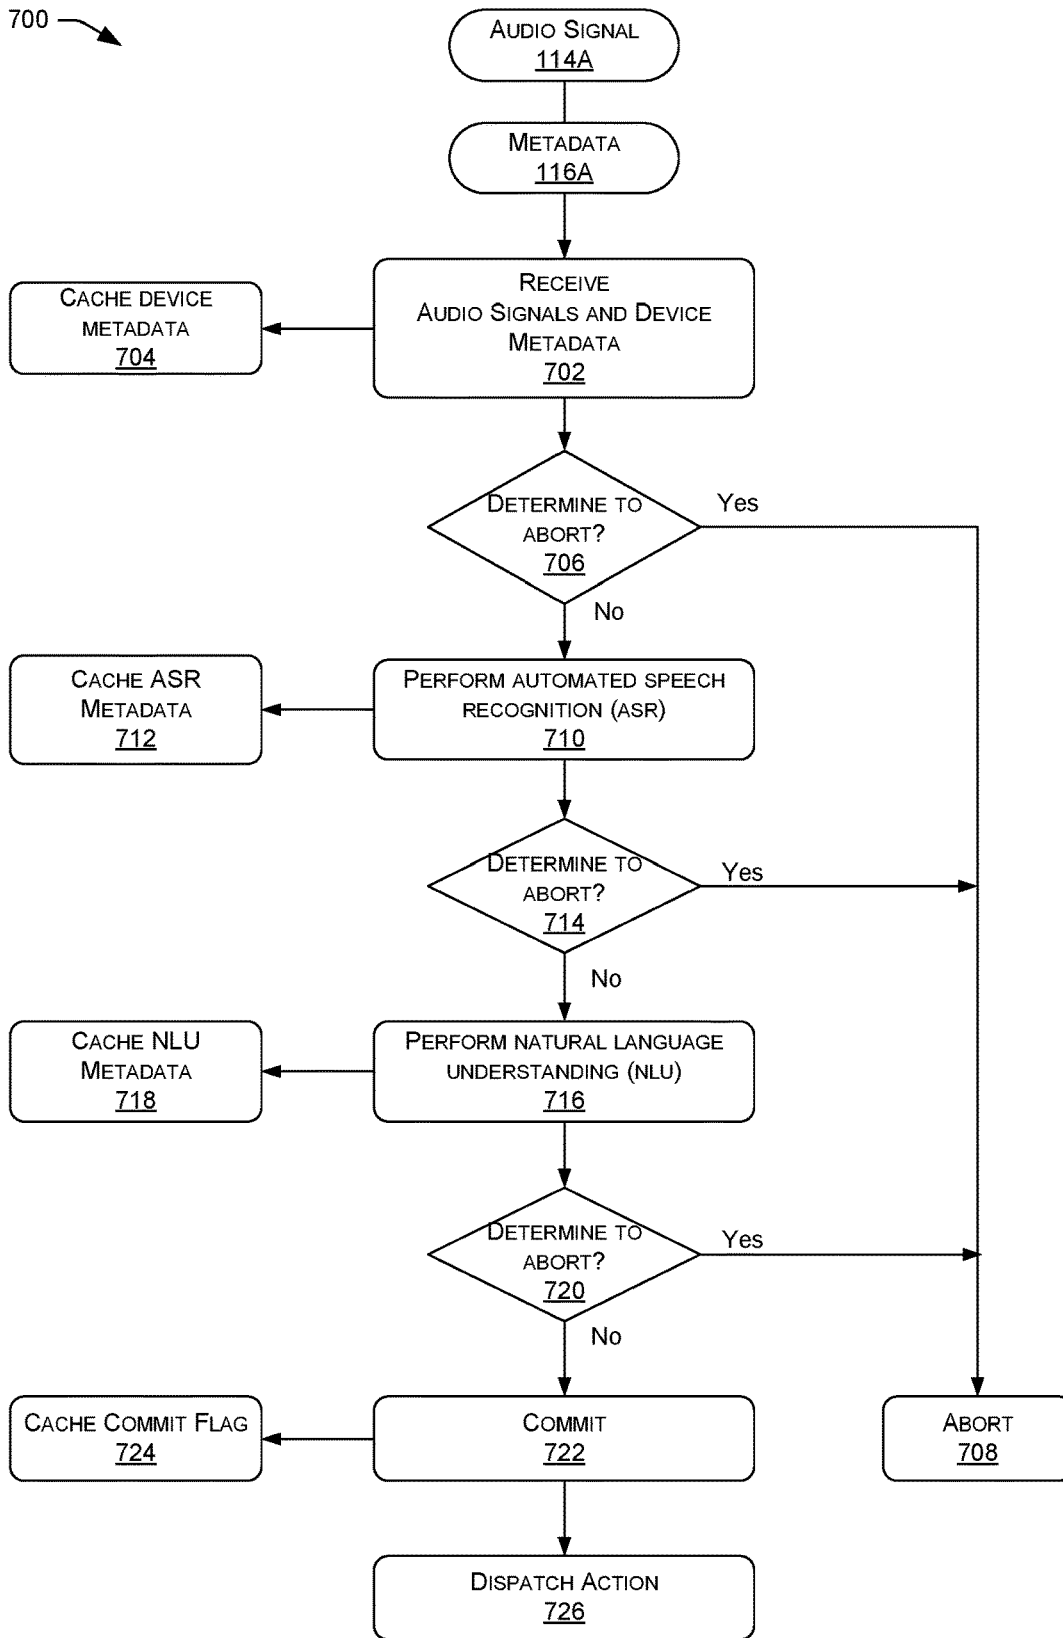 700
AUDIO SIGNAL
114A
METADATA
116A
RECEIVE
AUDIO SIGNALS AND DEVICE
METADATA
702
CACHE DEVICE
METADATA
704
DETERMINE TO
ABORT?
706
Yes
No
PERFORM AUTOMATED SPEECH
RECOGNITION (ASR)
710
CACHE ASR
METADATA
712
DETERMINE TO
ABORT?
714
Yes
No
PERFORM NATURAL LANGUAGE
UNDERSTANDING (NLU)
716
CACHE NLU
METADATA
718
DETERMINE TO
ABORT?
720
Yes
No
COMMIT
722
CACHE COMMIT FLAG
724
ABORT
708
DISPATCH ACTION
726